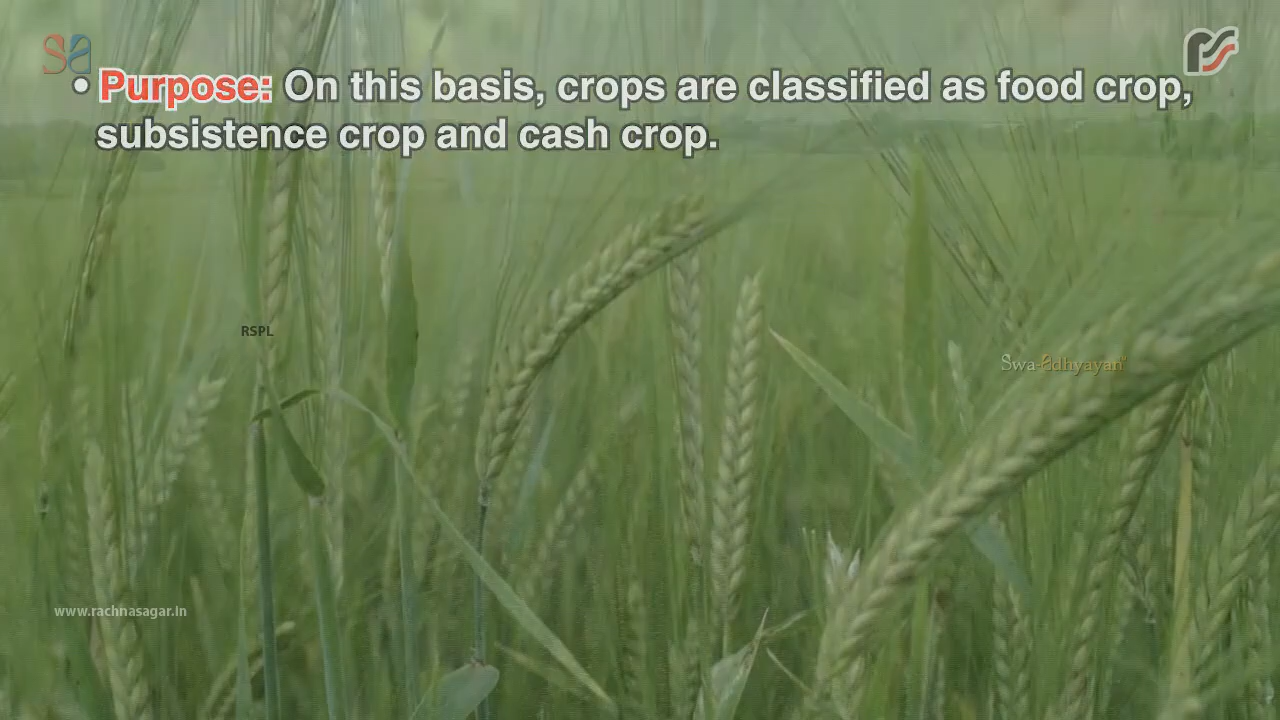 sa
• Purpose: On this basis, crops are classified as food crop,
subsistence crop and cash crop.
RSPL
Swa-adhyayan
www.rachnasagar.in